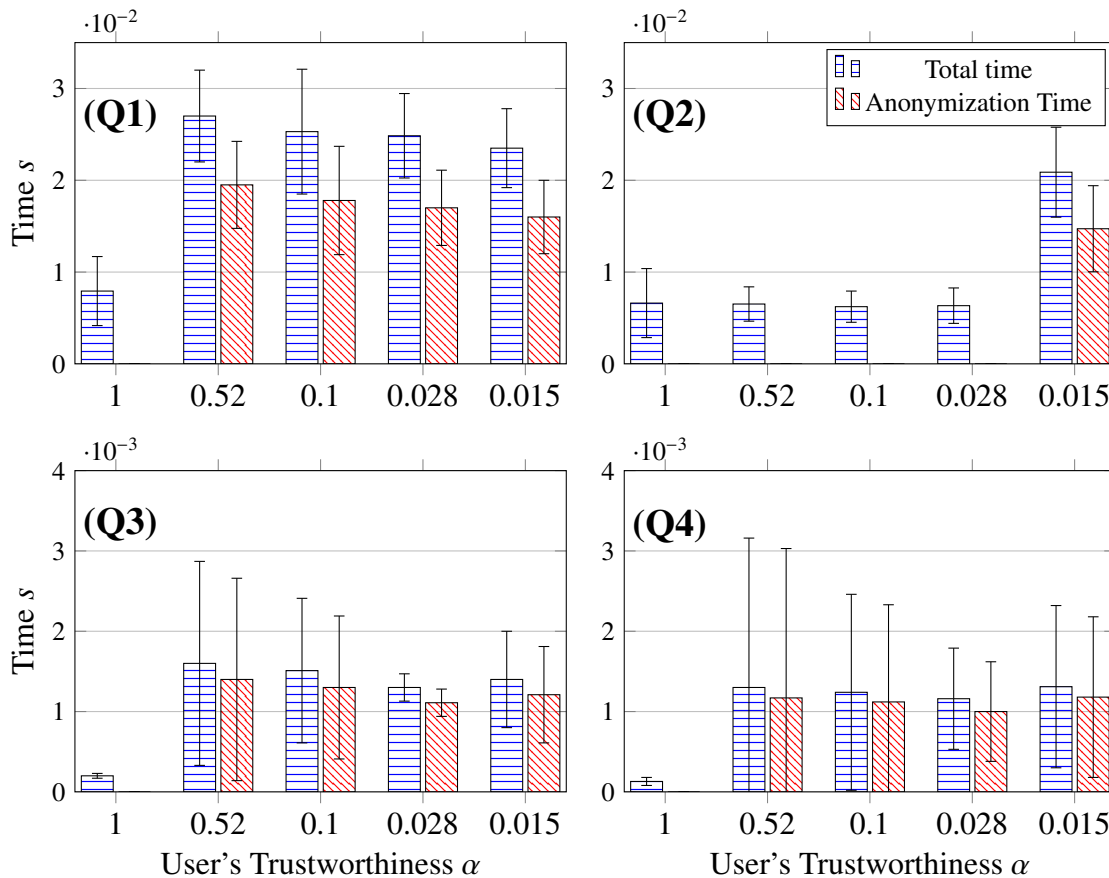 ·10⁻²
(Q1)
Time s
3
2
1
0
1 0.52 0.1 0.028 0.015
·10⁻²
(Q2)
Total time
Anonymization Time
3
2
1
0
1 0.52 0.1 0.028 0.015
·10⁻³
(Q3)
Time s
4
3
2
1
0
1 0.52 0.1 0.028 0.015
User's Trustworthiness α
·10⁻³
(Q4)
4
3
2
1
0
1 0.52 0.1 0.028 0.015
User's Trustworthiness α